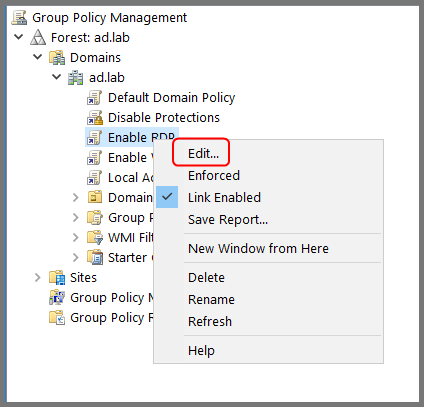 Group Policy Management
Forest: ad.lab
Domains
ad.lab
Default Domain Policy
Disable Protections
Enable RDP
Edit...
Enable
Enforced
Local
Link Enabled
Domain
Save Report...
Group
WMI
New Window from Here
Starter
Sites
Delete
Group Policy
Rename
Group Policy
Refresh
Help